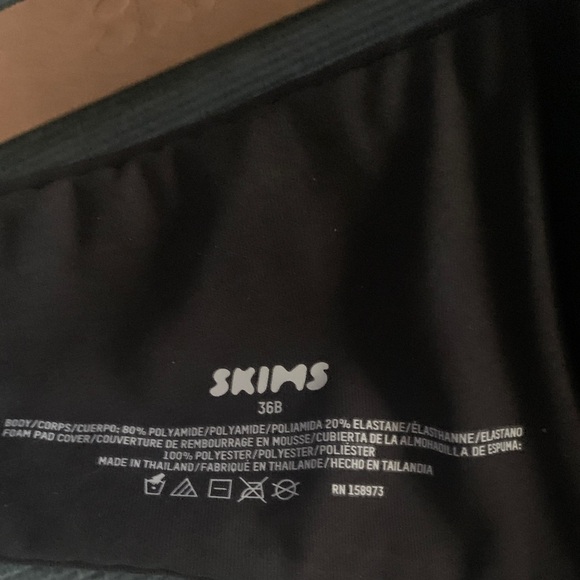 SKIMS
36B
BODY/CORPS/CUERPO: 80% POLYAMIDE/POLYAMIDE/POLIAMIDA 20% ELASTANE/ÉLASTHANNE/ELASTANO
FOAM PAD COVER/COUVERTURE DE REMBOURRAGE EN MOUSSE/CUBIERTA DE LA ALMOHADILLA DE ESPUMA:
100% POLYESTER/POLYESTER/POLIÉSTER
MADE IN THAILAND/FABRIQUÉ EN THAÏLANDE/HECHO EN TAILANDIA
RN 158973